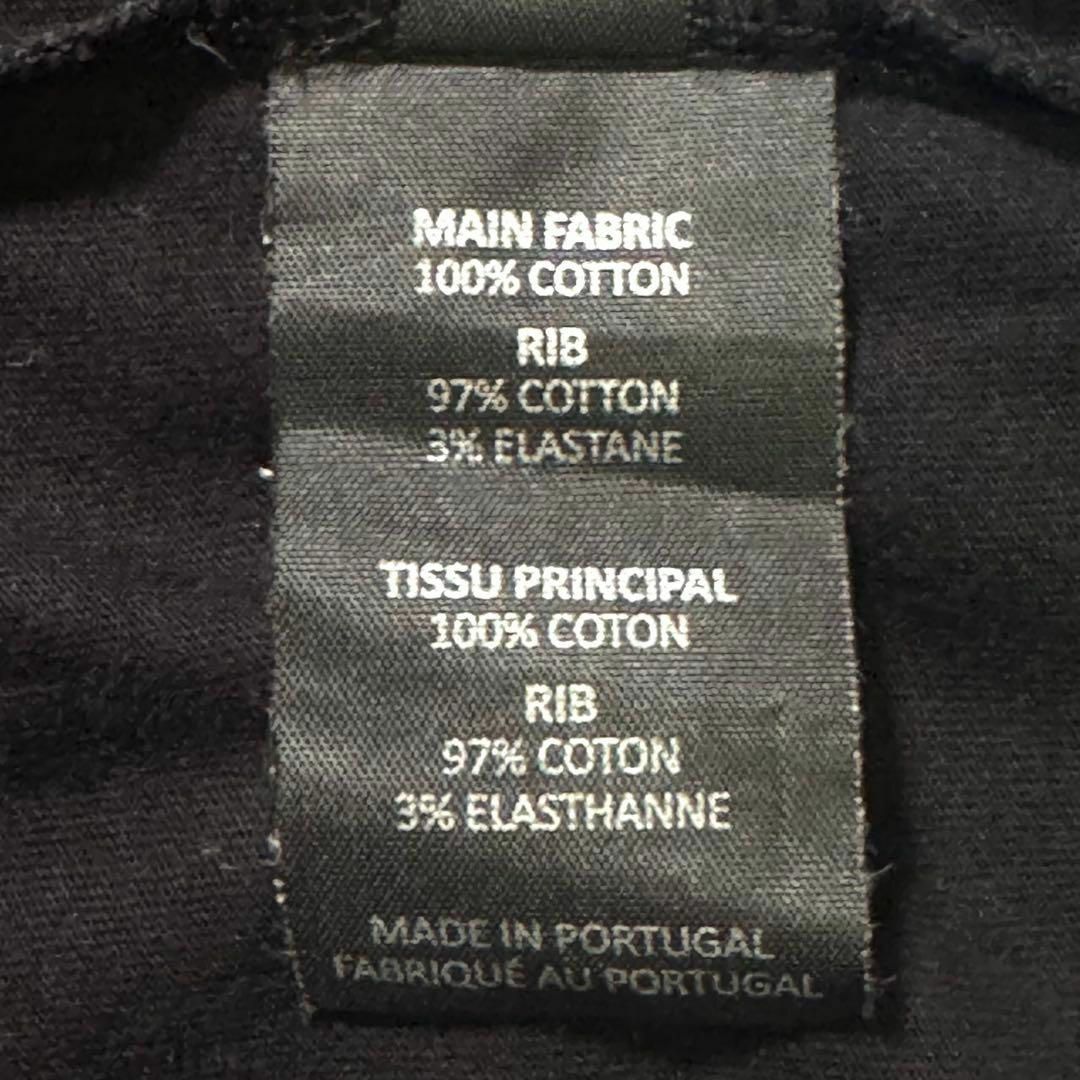 MAIN FABRIC
100% COTTON
RIB
97% COTTON
3% ELASTANE
TISSU PRINCIPAL
100% COTON
RIB
97% COTON
3% ELASTHANNE
MADE IN PORTUGAL
FABRIQUÉ AU PORTUGAL